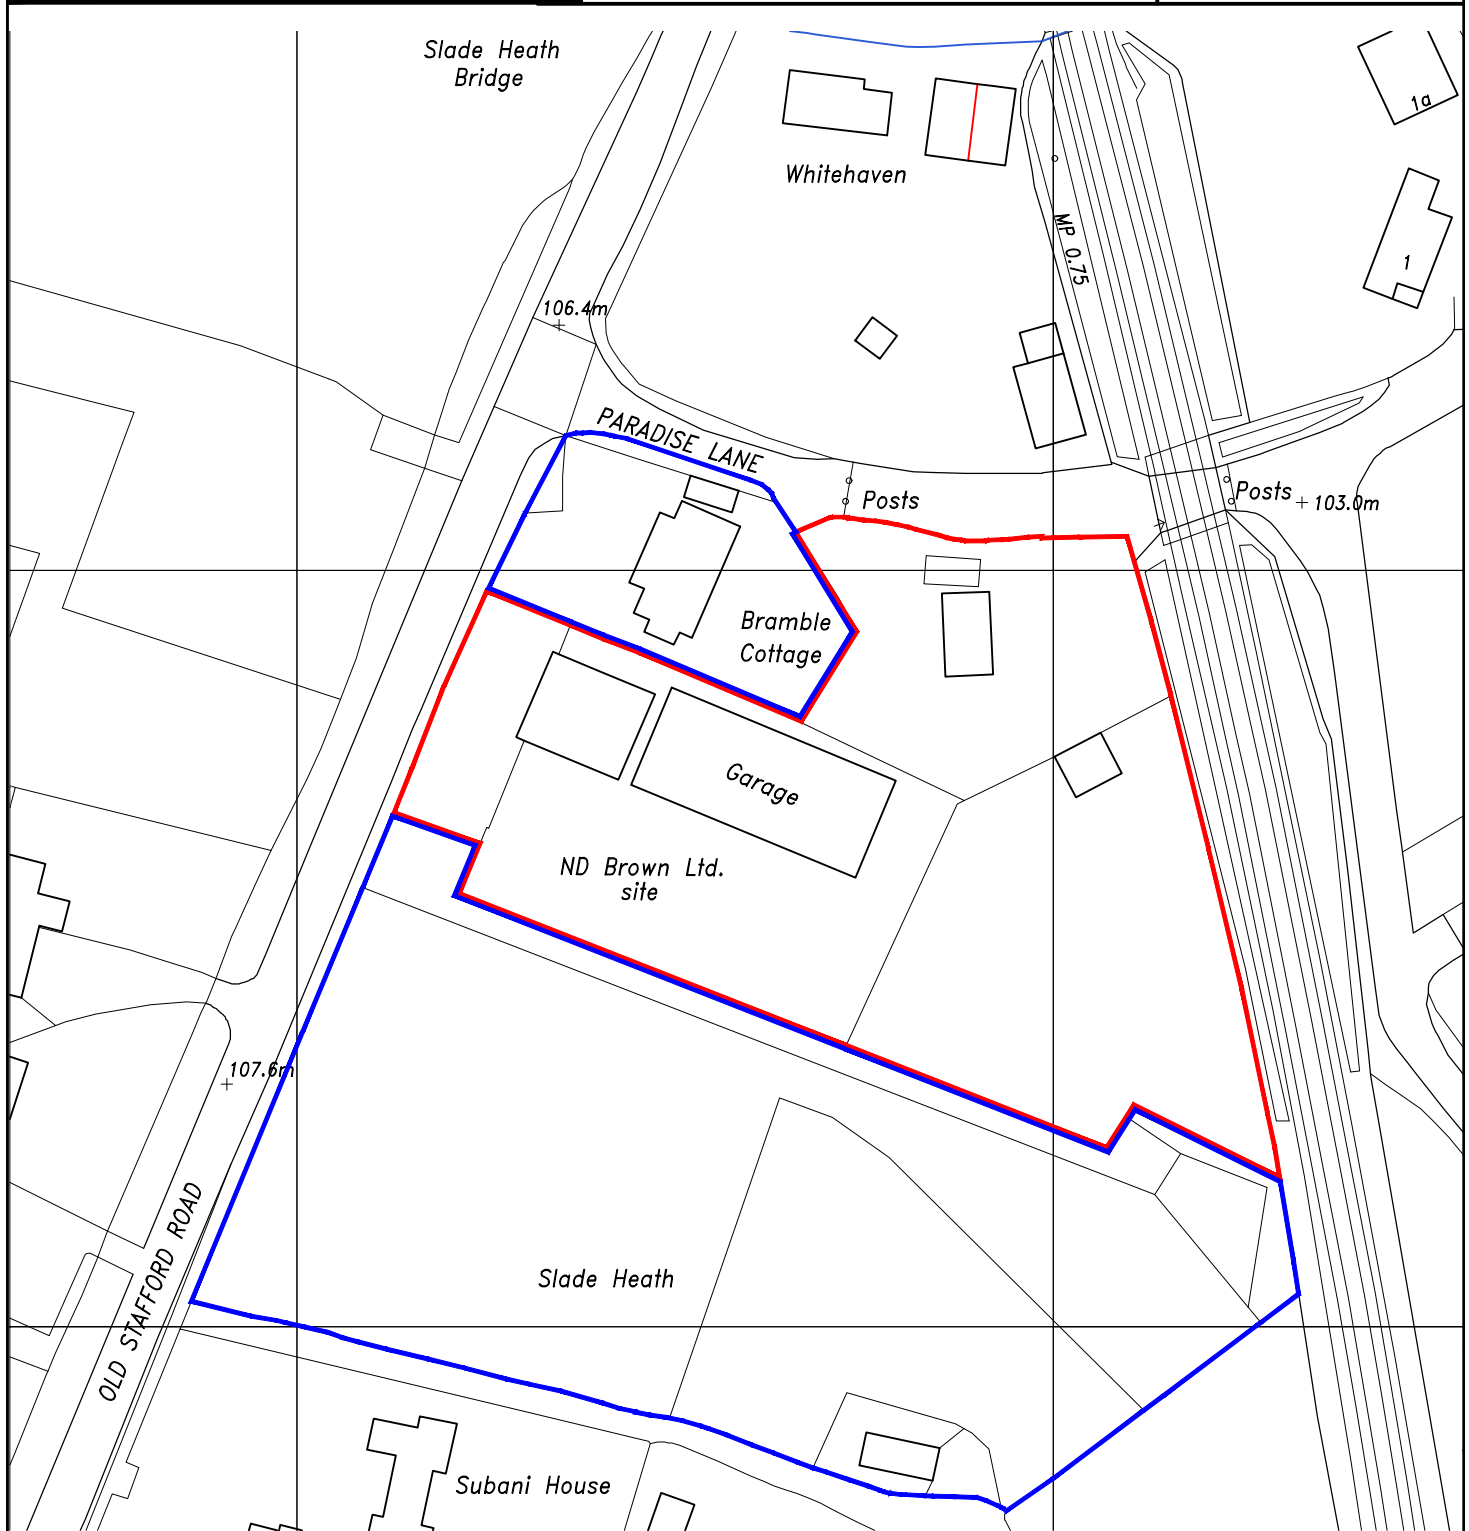 Slade Heath
Bridge
1a
Whitehaven
MP 0.75
1
106.4m
PARADISE LANE
Posts
Posts
103.0m
Bramble
Cottage
Garage
ND Brown Ltd.
site
107.6m
OLD STAFFORD ROAD
Slade Heath
Subani House